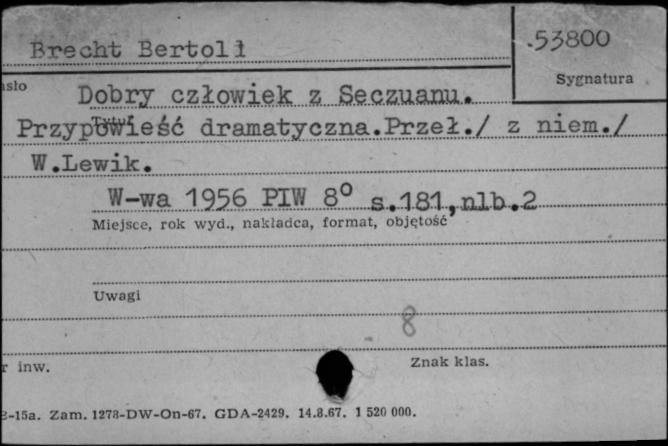 Brecht Bertolt
53800
Sygnatura
Dobry człowiek z Seczuanu.
Tytuł
Przypowieść dramatyczna.Przeł./ z niem./
W.Lewik.
W-wa 1956 PIW 8° s.181,nlb.2
Miejsce, rok wyd., nakładca, format, objętość
Uwagi
8
r inw.
Znak klas.
-15a. Zam. 1278-DW-On-67. GDA-2429. 14.8.67. 1 520 000.